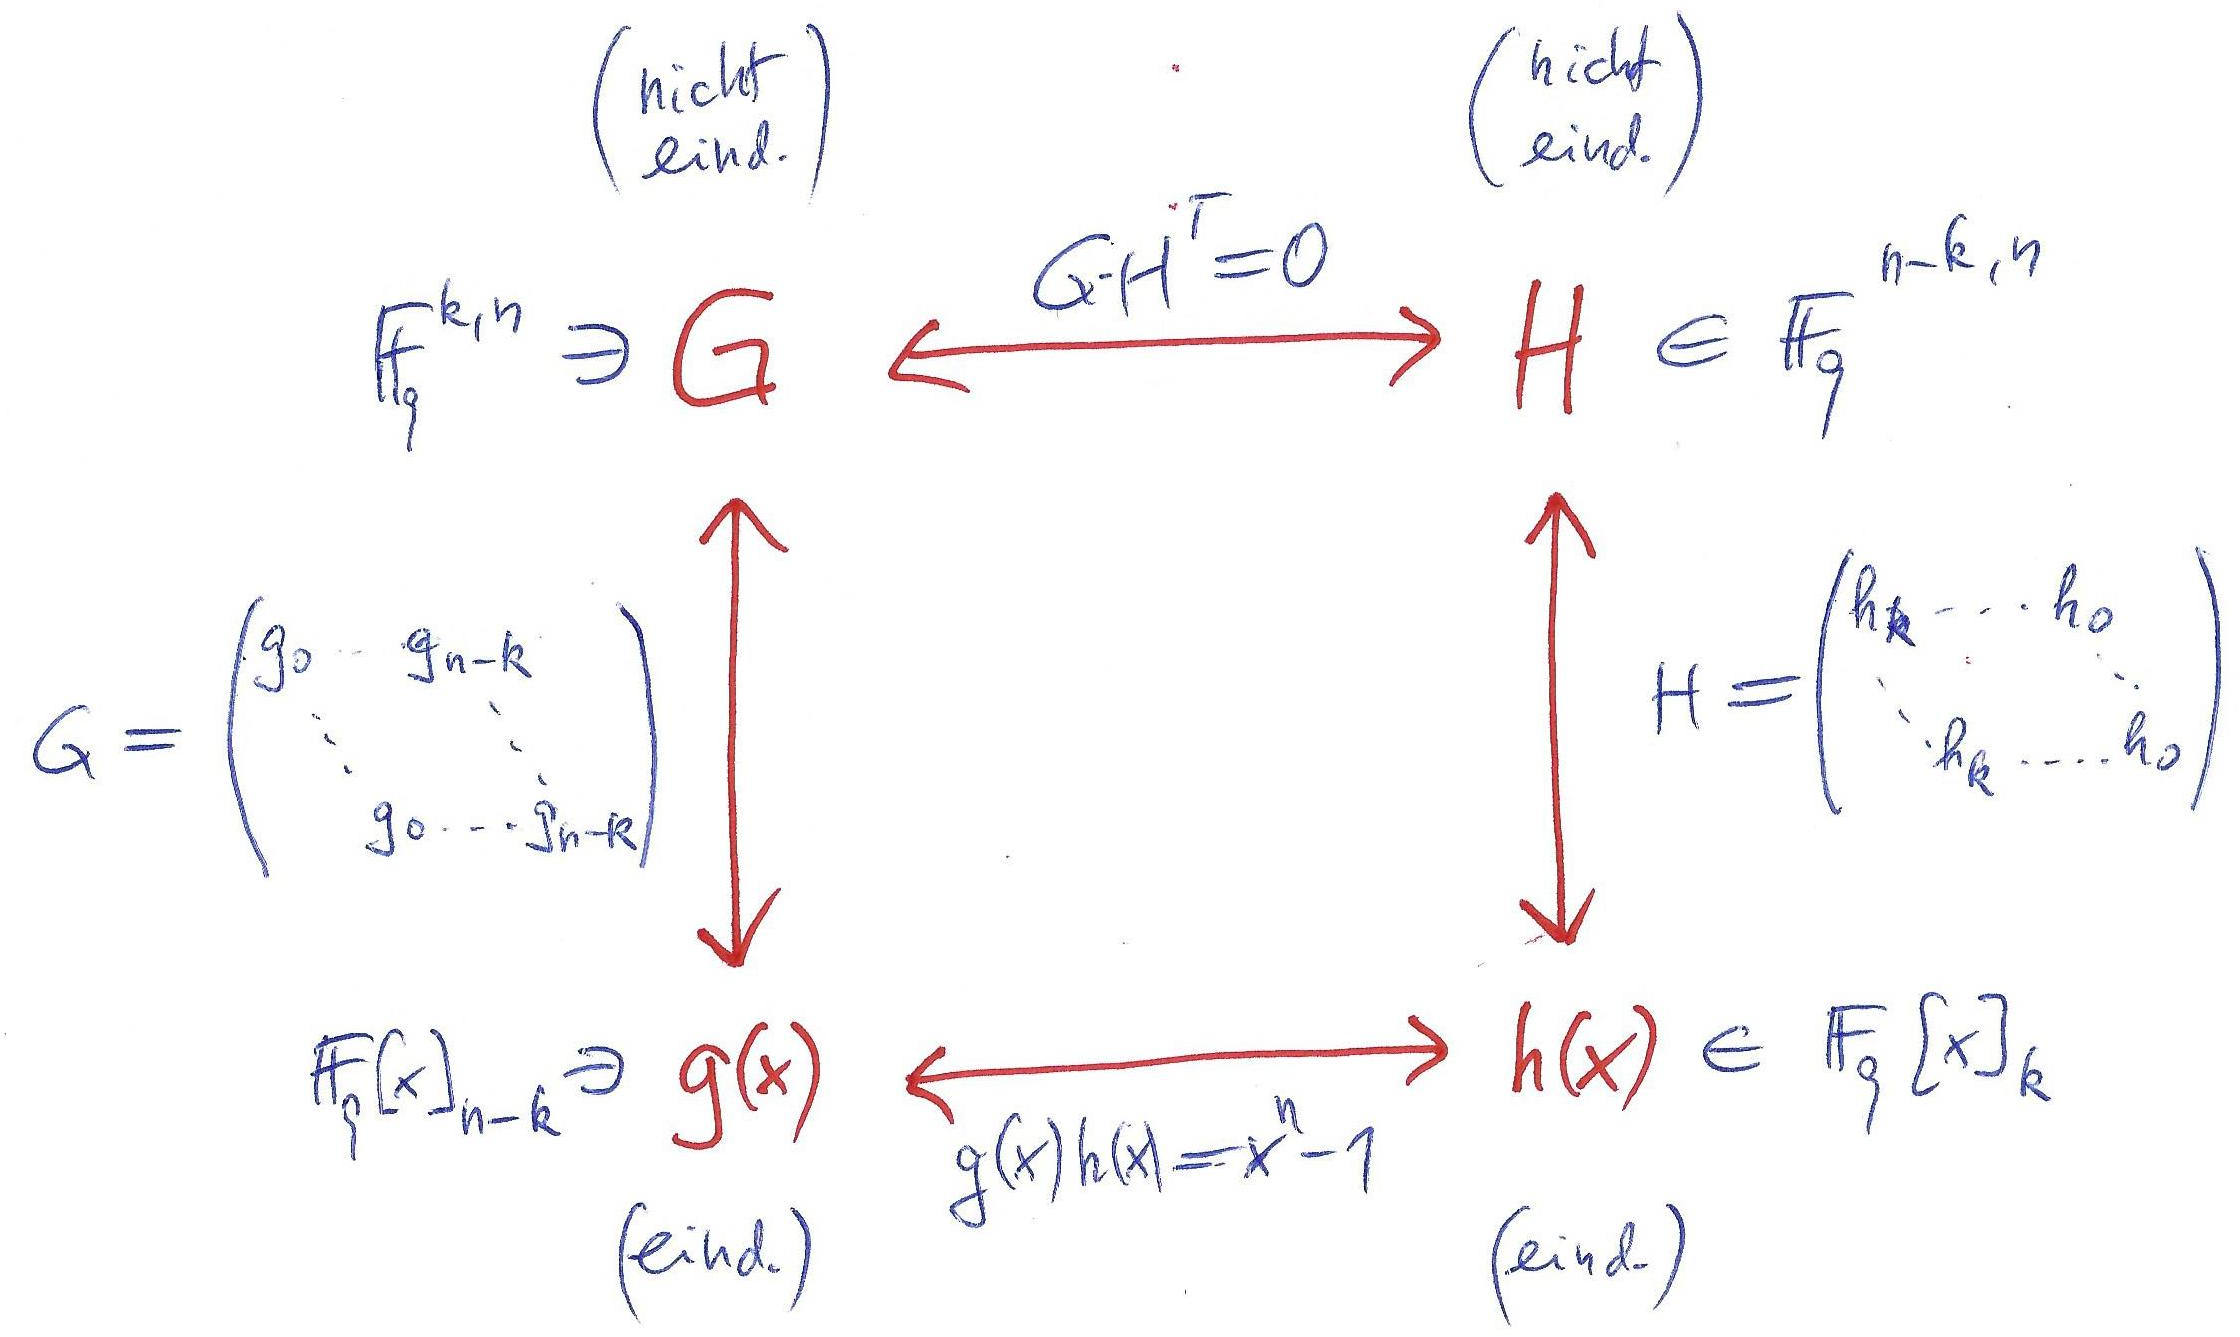 (nicht eind.) (nicht eind.)
G·H^T=0
F_q^{k,n} ∋ G ⟷ H ∈ F_q^{n-k,n}
G = ( g_0 ... g_{n-k}
g_0 .... g_{n-k} )
H = ( h_k .... h_0
h_k ..... h_0 )
F_q[x]_{n-k} ∋ g(x) ⟷ h(x) ∈ F_q[x]_k
g(x)h(x)=x^n-1
(eind.) (eind.)